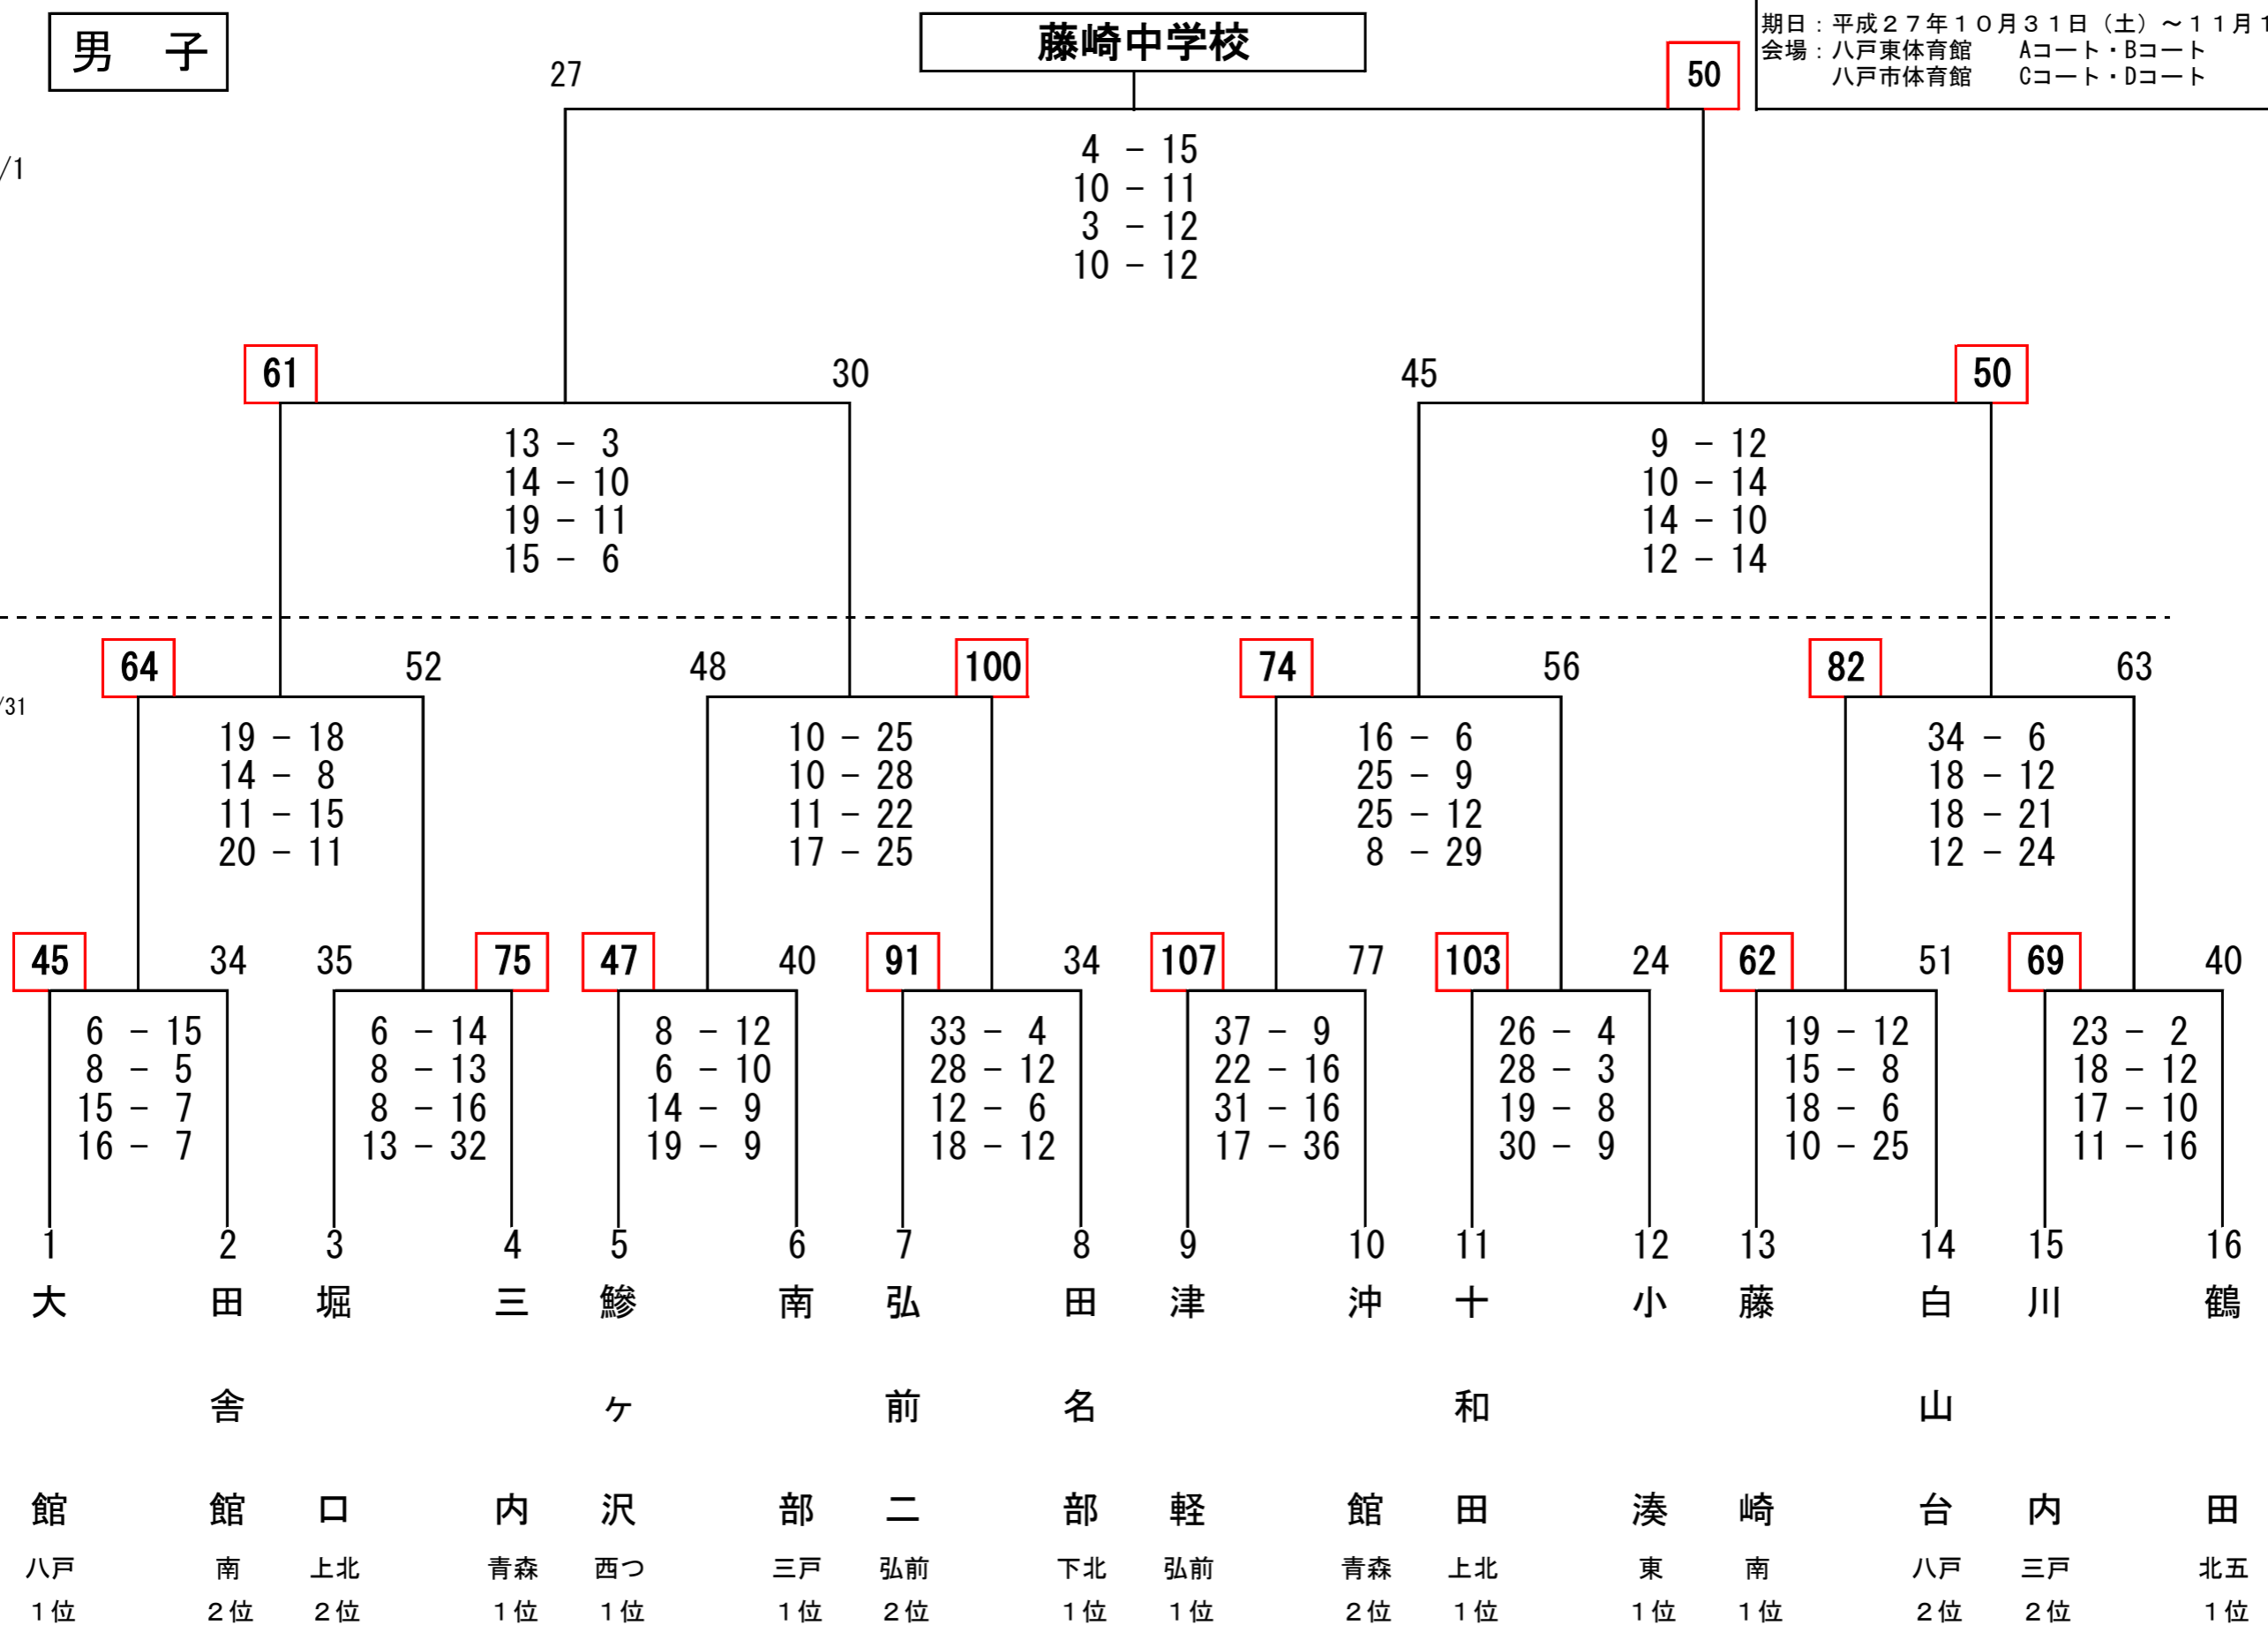 男　子
藤崎中学校
期日：平成２７年１０月３１日（土）～１１月１
会場：八戸東体育館　　Aコート・Bコート
八戸市体育館　　Cコート・Dコート
27 50
/1
4 － 15
10 － 11
3 － 12
10 － 12
61 30 45 50
13 － 3 9 － 12
14 － 10 10 － 14
19 － 11 14 － 10
15 － 6 12 － 14
64 52 48 100 74 56 82 63
/31
19 － 18 10 － 25 16 － 6 34 － 6
14 － 8 10 － 28 25 － 9 18 － 12
11 － 15 11 － 22 25 － 12 18 － 21
20 － 11 17 － 25 8 － 29 12 － 24
45 34 35 75 47 40 91 34 107 77 103 24 62 51 69 40
6 － 15 6 － 14 8 － 12 33 － 4 37 － 9 26 － 4 19 － 12 23 － 2
8 － 5 8 － 13 6 － 10 28 － 12 22 － 16 28 － 3 15 － 8 18 － 12
15 － 7 8 － 16 14 － 9 12 － 6 31 － 16 19 － 8 18 － 6 17 － 10
16 － 7 13 － 32 19 － 9 18 － 12 17 － 36 30 － 9 10 － 25 11 － 16
1 2 3 4 5 6 7 8 9 10 11 12 13 14 15 16
大館
田舎館
堀口
三内
鰺ヶ沢
南部
弘前二
田名部
津軽
沖館
十和田
小湊
藤崎
白山台
川内
鶴田
八戸 南 上北 青森 西つ 三戸 弘前 下北 弘前 青森 上北 東 南 八戸 三戸 北五
１位 ２位 ２位 １位 １位 １位 ２位 １位 １位 ２位 １位 １位 １位 ２位 ２位 １位